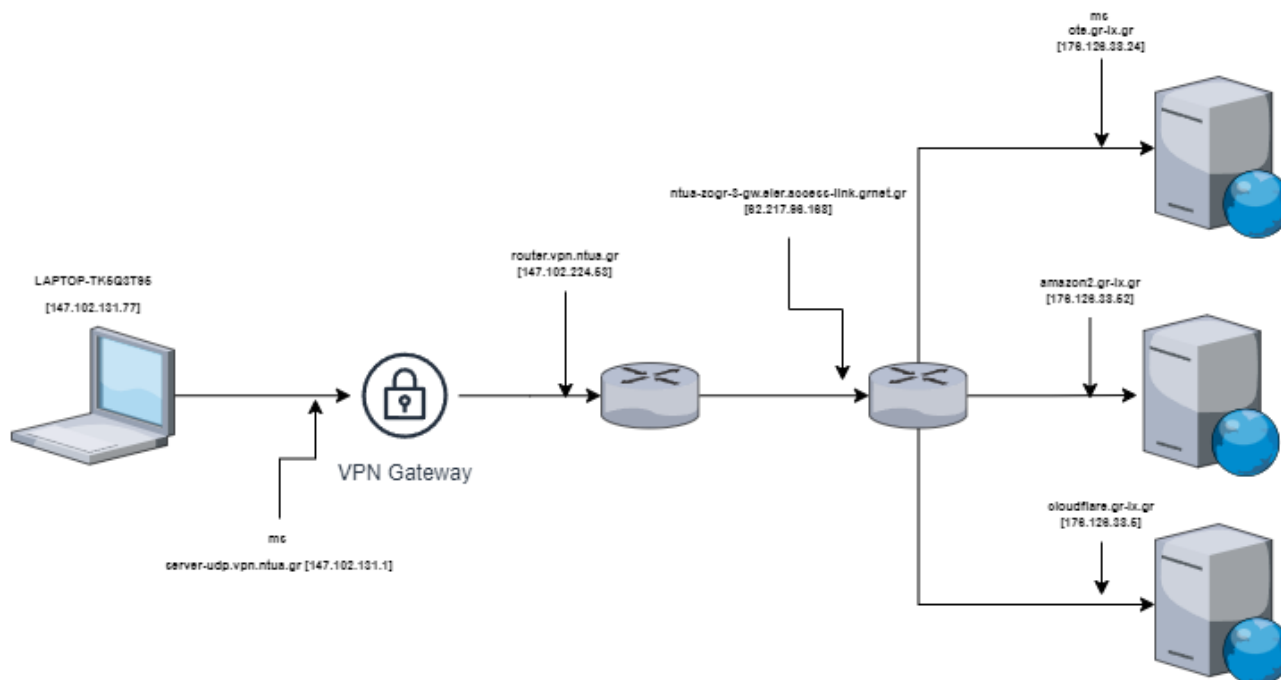 ms
ote.gr-ix.gr
[176.126.38.24]
ntua-zogr-3-gw.eier.access-link.grnet.gr
[62.217.96.168]
router.vpn.ntua.gr
[147.102.224.53]
LAPTOP-TK5Q3T95
[147.102.131.77]
amazon2.gr-ix.gr
[176.126.38.52]
VPN Gateway
cloudflare.gr-ix.gr
[176.126.38.5]
ms
server-udp.vpn.ntua.gr [147.102.131.1]